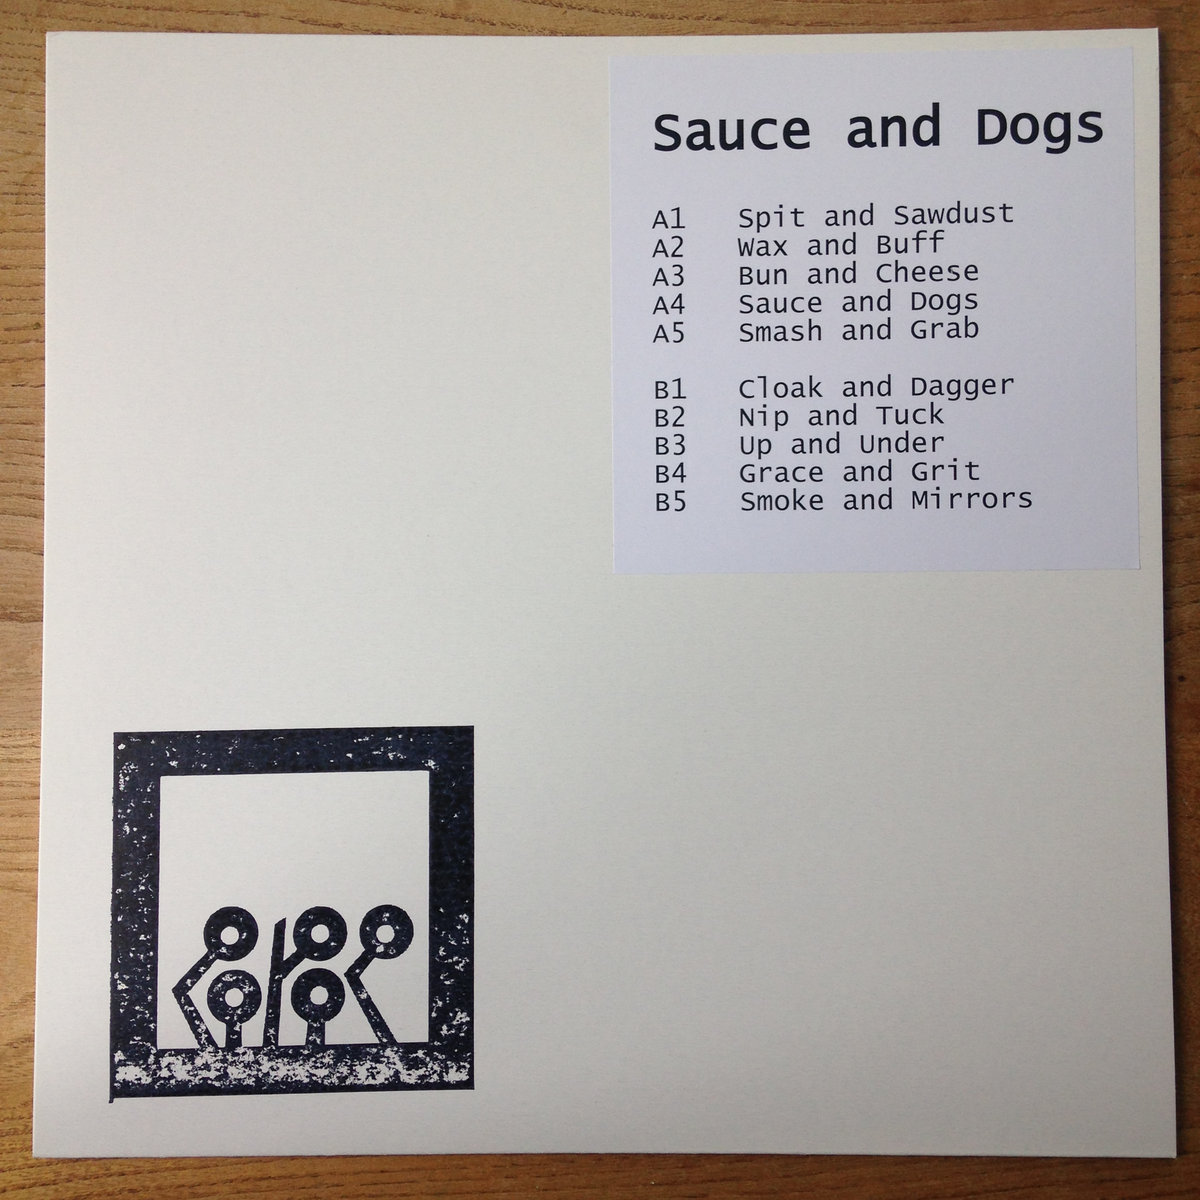 Sauce and Dogs
A1 Spit and Sawdust
A2 Wax and Buff
A3 Bun and Cheese
A4 Sauce and Dogs
A5 Smash and Grab
B1 Cloak and Dagger
B2 Nip and Tuck
B3 Up and Under
B4 Grace and Grit
B5 Smoke and Mirrors